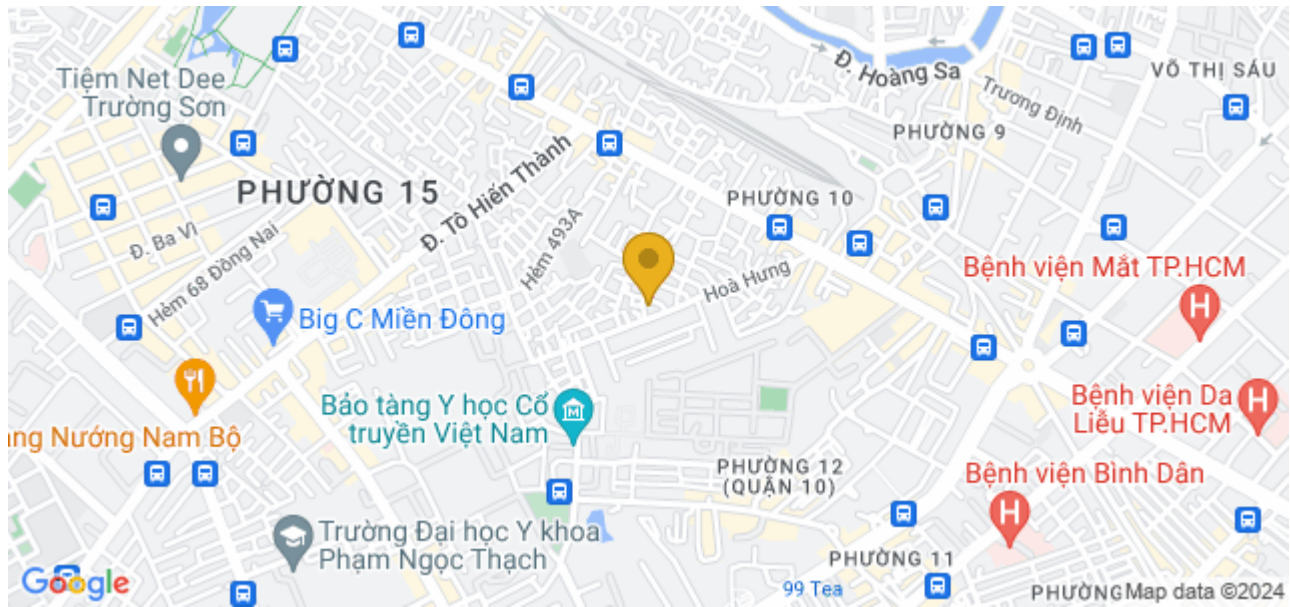 Tiệm Net Dee
Trường Sơn
PHƯỜNG 15
Đ. Ba Vì
Hẻm 68 Đồng Nai
Đ. Tô Hiến Thành
Hẻm 493A
Đ. Hoàng Sa
Trương Định
VÕ THỊ SÁU
PHƯỜNG 9
PHƯỜNG 10
Hoà Hưng
Bệnh viện Mắt TP.HCM
Big C Miền Đông
Bảo tàng Y học Cổ
truyền Việt Nam
ang Nướng Nam Bộ
Bệnh viện Da
Liễu TP.HCM
PHƯỜNG 12
(QUẬN 10)
Bệnh viện Bình Dân
Trường Đại học Y khoa
Phạm Ngọc Thạch
PHƯỜNG 11
99 Tea
Google
PHƯỜNG
Map data ©2024